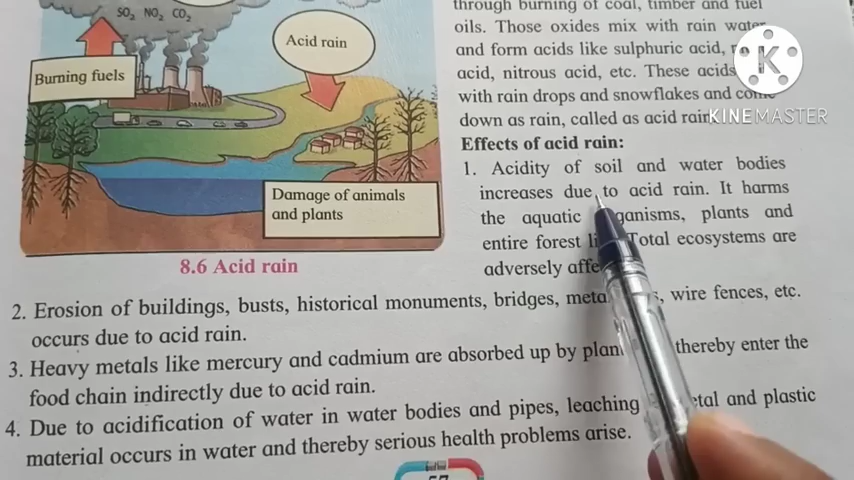 SO2 NO2 CO2
Burning fuels
Acid rain
Damage of animals
and plants
8.6 Acid rain
through burning of coal, timber and fuel
oils. Those oxides mix with rain water
and form acids like sulphuric acid,
acid, nitrous acid, etc. These acids
with rain drops and snowflakes and come
down as rain, called as acid rain
Effects of acid rain:
1. Acidity of soil and water bodies
increases due to acid rain. It harms
the aquatic plants and
entire forest Total ecosystems are
adversely
2. Erosion of buildings, busts, historical monuments, bridges, wire fences, etc.
occurs due to acid rain.
3. Heavy metals like mercury and cadmium are absorbed up by thereby enter the
food chain indirectly due to acid rain.
4. Due to acidification of water in water bodies and pipes, leaching and plastic
material occurs in water and thereby serious health problems arise.
K
KINEMASTER